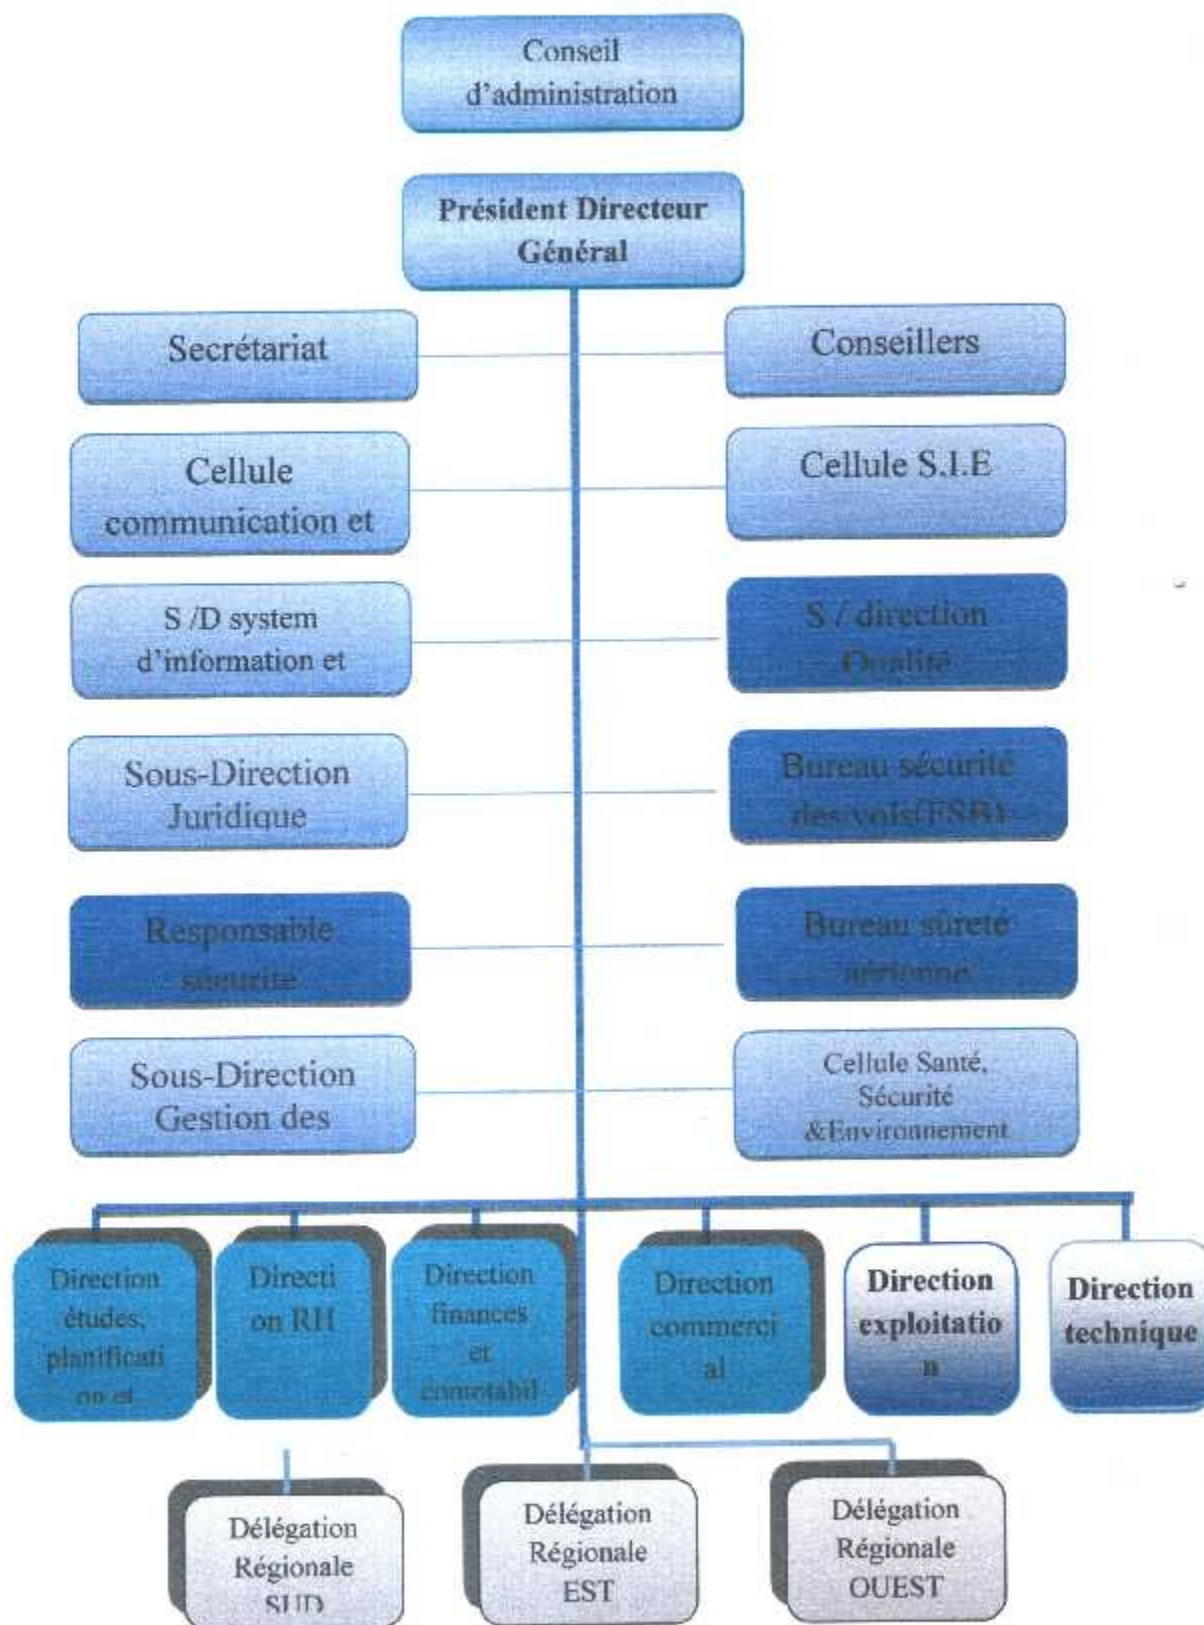 Conseil
d'administration
Président Directeur
Général
Secrétariat
Conseillers
Cellule
communication et
Cellule S.I.E
S /D system
d'information et
S / direction
Qualité
Sous-Direction
Juridique
Bureau sécurité
des vols(FSB)
Responsable
sécurité
Bureau sûreté
aérienne
Sous-Direction
Gestion des
Cellule Santé,
Sécurité
&Environnement
Direction
études,
planificati
on et
Directi
on RH
Direction
finances
et
comptabil
Direction
commerci
al
Direction
exploitatio
n
Direction
technique
Délégation
Régionale
SUD
Délégation
Régionale
EST
Délégation
Régionale
OUEST